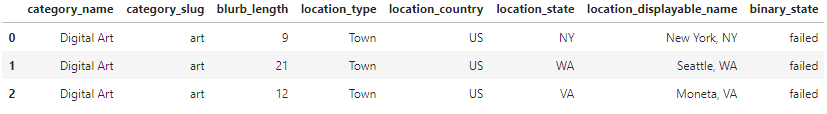 category_name category_slug blurb_length location_type location_country location_state location_displayable_name binary_state
0 Digital Art art 9 Town US NY New York, NY failed
1 Digital Art art 21 Town US WA Seattle, WA failed
2 Digital Art art 12 Town US VA Moneta, VA failed